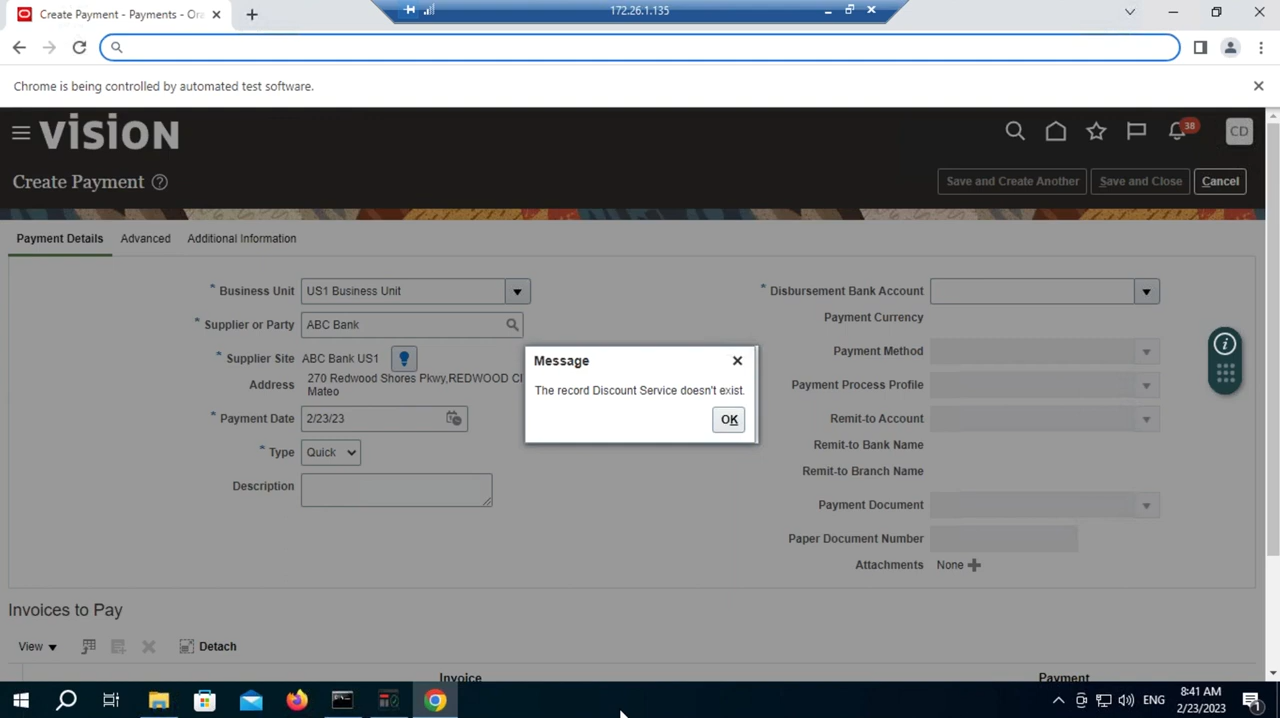 Create Payment - Payments - Ora
172.26.1.135
Chrome is being controlled by automated test software.
VISION
38
CD
Create Payment
Save and Create Another
Save and Close
Cancel
Payment Details
Advanced
Additional Information
* Business Unit US1 Business Unit
* Supplier or Party ABC Bank
* Supplier Site ABC Bank US1
Address 270 Redwood Shores Pkwy,REDWOOD CI
Mateo
* Payment Date 2/23/23
* Type Quick
Description
* Disbursement Bank Account
Payment Currency
Payment Method
Payment Process Profile
Remit-to Account
Remit-to Bank Name
Remit-to Branch Name
Payment Document
Paper Document Number
Attachments None
Message
The record Discount Service doesn't exist.
OK
Invoices to Pay
View
Detach
Invoice
Payment
ENG
8:41 AM
2/23/2023
1